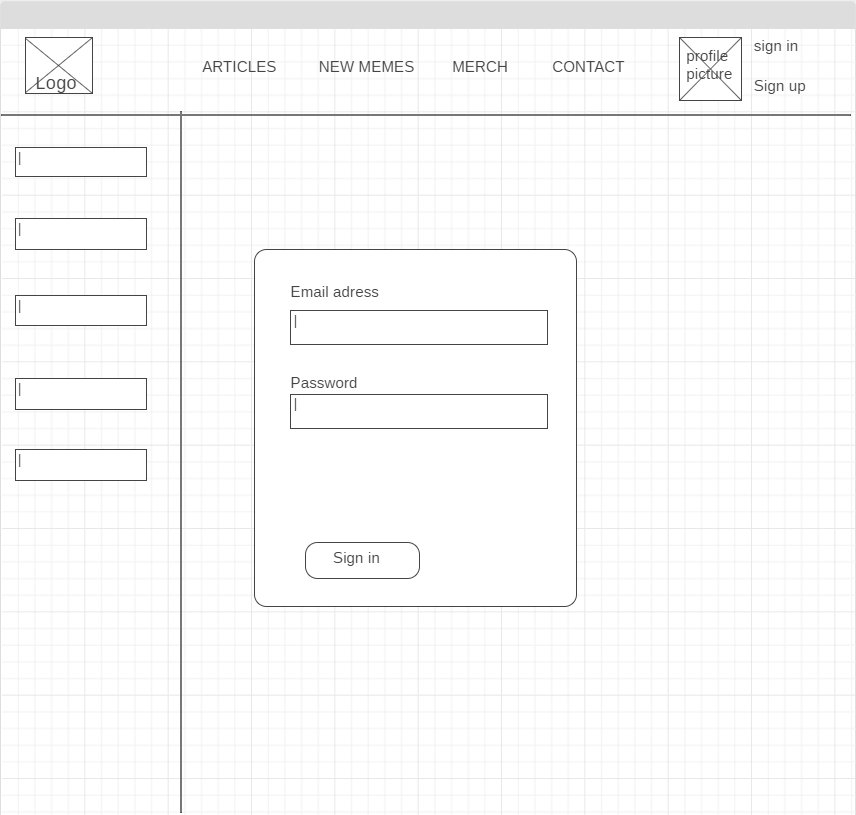 Logo
ARTICLES
NEW MEMES
MERCH
CONTACT
profile
picture
sign in
Sign up
Email adress
Password
Sign in